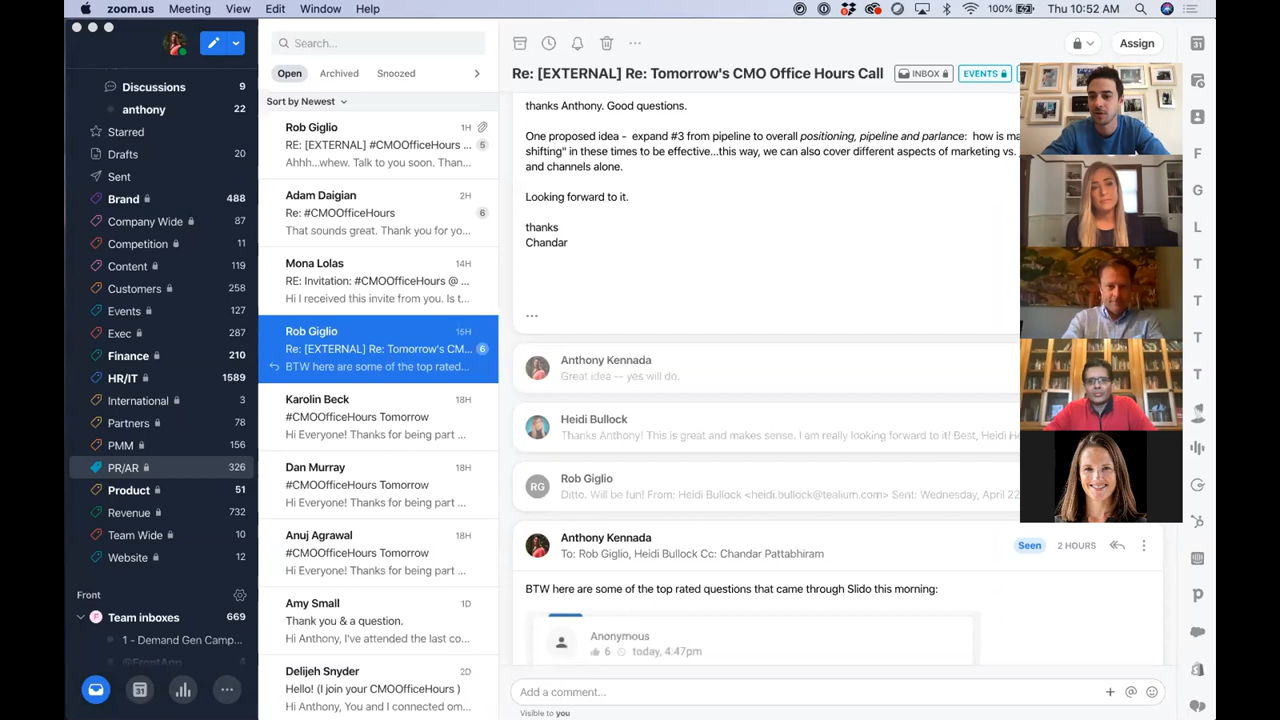 zoom.us Meeting View Edit Window Help
100% Thu 10:52 AM
Discussions 9
anthony 22
Starred
Drafts 20
Sent
Brand 488
Company Wide 87
Competition 11
Content 119
Customers 258
Events 127
Exec 287
Finance 210
HR/IT 1589
International 3
Partners 78
PMM 156
PR/AR 326
Product 51
Revenue 732
Team Wide 10
Website 12
Front
F Team inboxes 669
1 - Demand Gen Camp...
@FrontApp 4
31
Search...
Open Archived Snoozed
Sort by Newest
Rob Giglio 1H
RE: [EXTERNAL] #CMOOfficeHours ... 5
Ahhh...whew. Talk to you soon. Than...
Adam Daigian 2H
Re: #CMOOfficeHours 6
That sounds great. Thank you for yo...
Mona Lolas 14H
RE: Invitation: #CMOOfficeHours @ ...
Hi I received this invite from you. Is t...
Rob Giglio 15H
Re: [EXTERNAL] Re: Tomorrow's CM... 6
BTW here are some of the top rated...
Karolin Beck 18H
#CMOOfficeHours Tomorrow
Hi Everyone! Thanks for being part ...
Dan Murray 18H
#CMOOfficeHours Tomorrow
Hi Everyone! Thanks for being part ...
Anuj Agrawal 18H
#CMOOfficeHours Tomorrow
Hi Everyone! Thanks for being part ...
Amy Small 1D
Thank you & a question.
Hi Anthony, I've attended the last co...
Delijeh Snyder 2D
Hello! (I join your CMOOfficeHours )
Hi Anthony, You and I connected om...
Assign
Re: [EXTERNAL] Re: Tomorrow's CMO Office Hours Call INBOX EVENTS
thanks Anthony. Good questions.
One proposed idea - expand #3 from pipeline to overall positioning, pipeline and parlance: how is ma
shifting" in these times to be effective...this way, we can also cover different aspects of marketing vs.
and channels alone.
Looking forward to it.
thanks
Chandar
...
Anthony Kennada
Great idea -- yes will do.
Heidi Bullock
Thanks Anthony! This is great and makes sense. I am really looking forward to it! Best, Heidi H
RG Rob Giglio
Ditto. Will be fun! From: Heidi Bullock <heidi.bullock@tealium.com> Sent: Wednesday, April 22
Anthony Kennada
To: Rob Giglio, Heidi Bullock Cc: Chandar Pattabhiram
Seen 2 HOURS
BTW here are some of the top rated questions that came through Slido this morning:
Anonymous
6 today, 4:47pm
Add a comment...
Visible to you
31
F
G
L
T
T
T
T